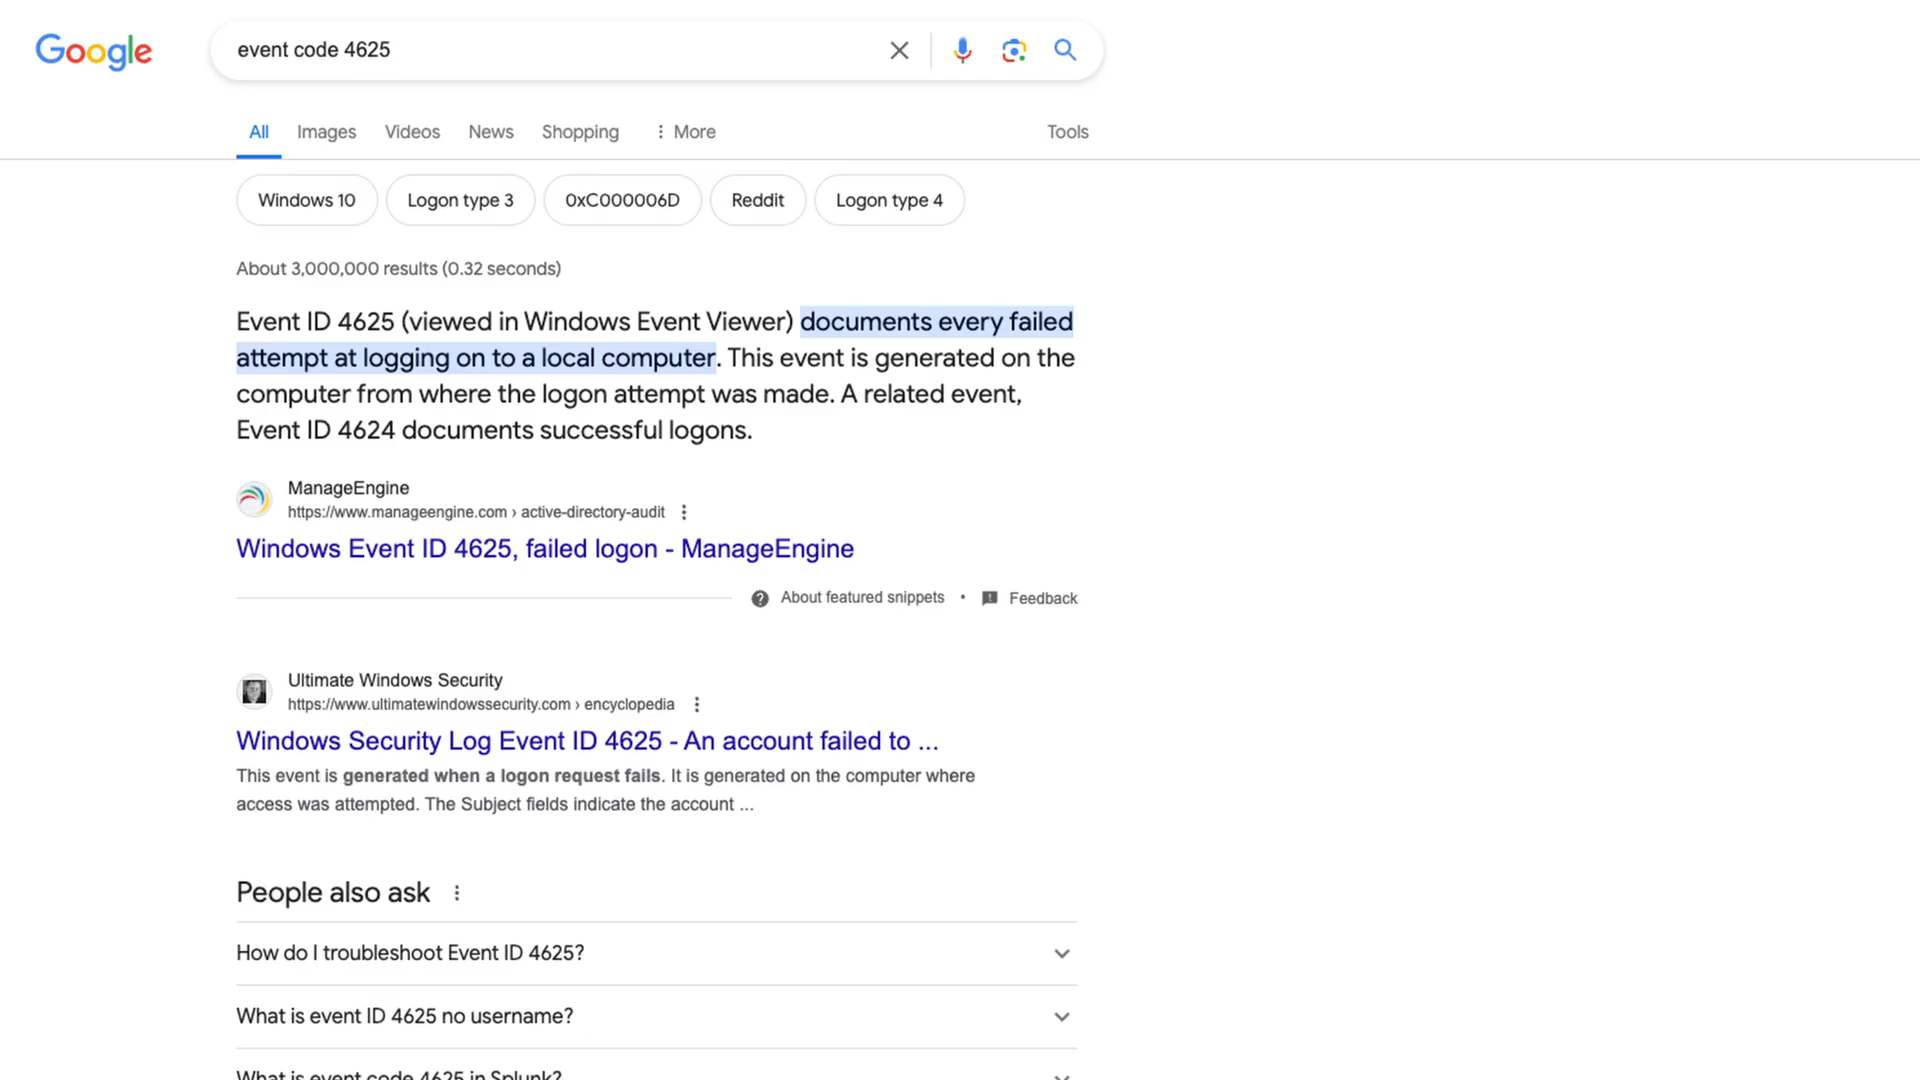 Google
event code 4625
All Images Videos News Shopping More Tools
Windows 10 Logon type 3 0xC000006D Reddit Logon type 4
About 3,000,000 results (0.32 seconds)
Event ID 4625 (viewed in Windows Event Viewer) documents every failed
attempt at logging on to a local computer. This event is generated on the
computer from where the logon attempt was made. A related event,
Event ID 4624 documents successful logons.
ManageEngine
https://www.manageengine.com › active-directory-audit
Windows Event ID 4625, failed logon - ManageEngine
About featured snippets • Feedback
Ultimate Windows Security
https://www.ultimatewindowssecurity.com › encyclopedia
Windows Security Log Event ID 4625 - An account failed to ...
This event is generated when a logon request fails. It is generated on the computer where
access was attempted. The Subject fields indicate the account ...
People also ask
How do I troubleshoot Event ID 4625?
What is event ID 4625 no username?
What is event code 4625 in Splunk?